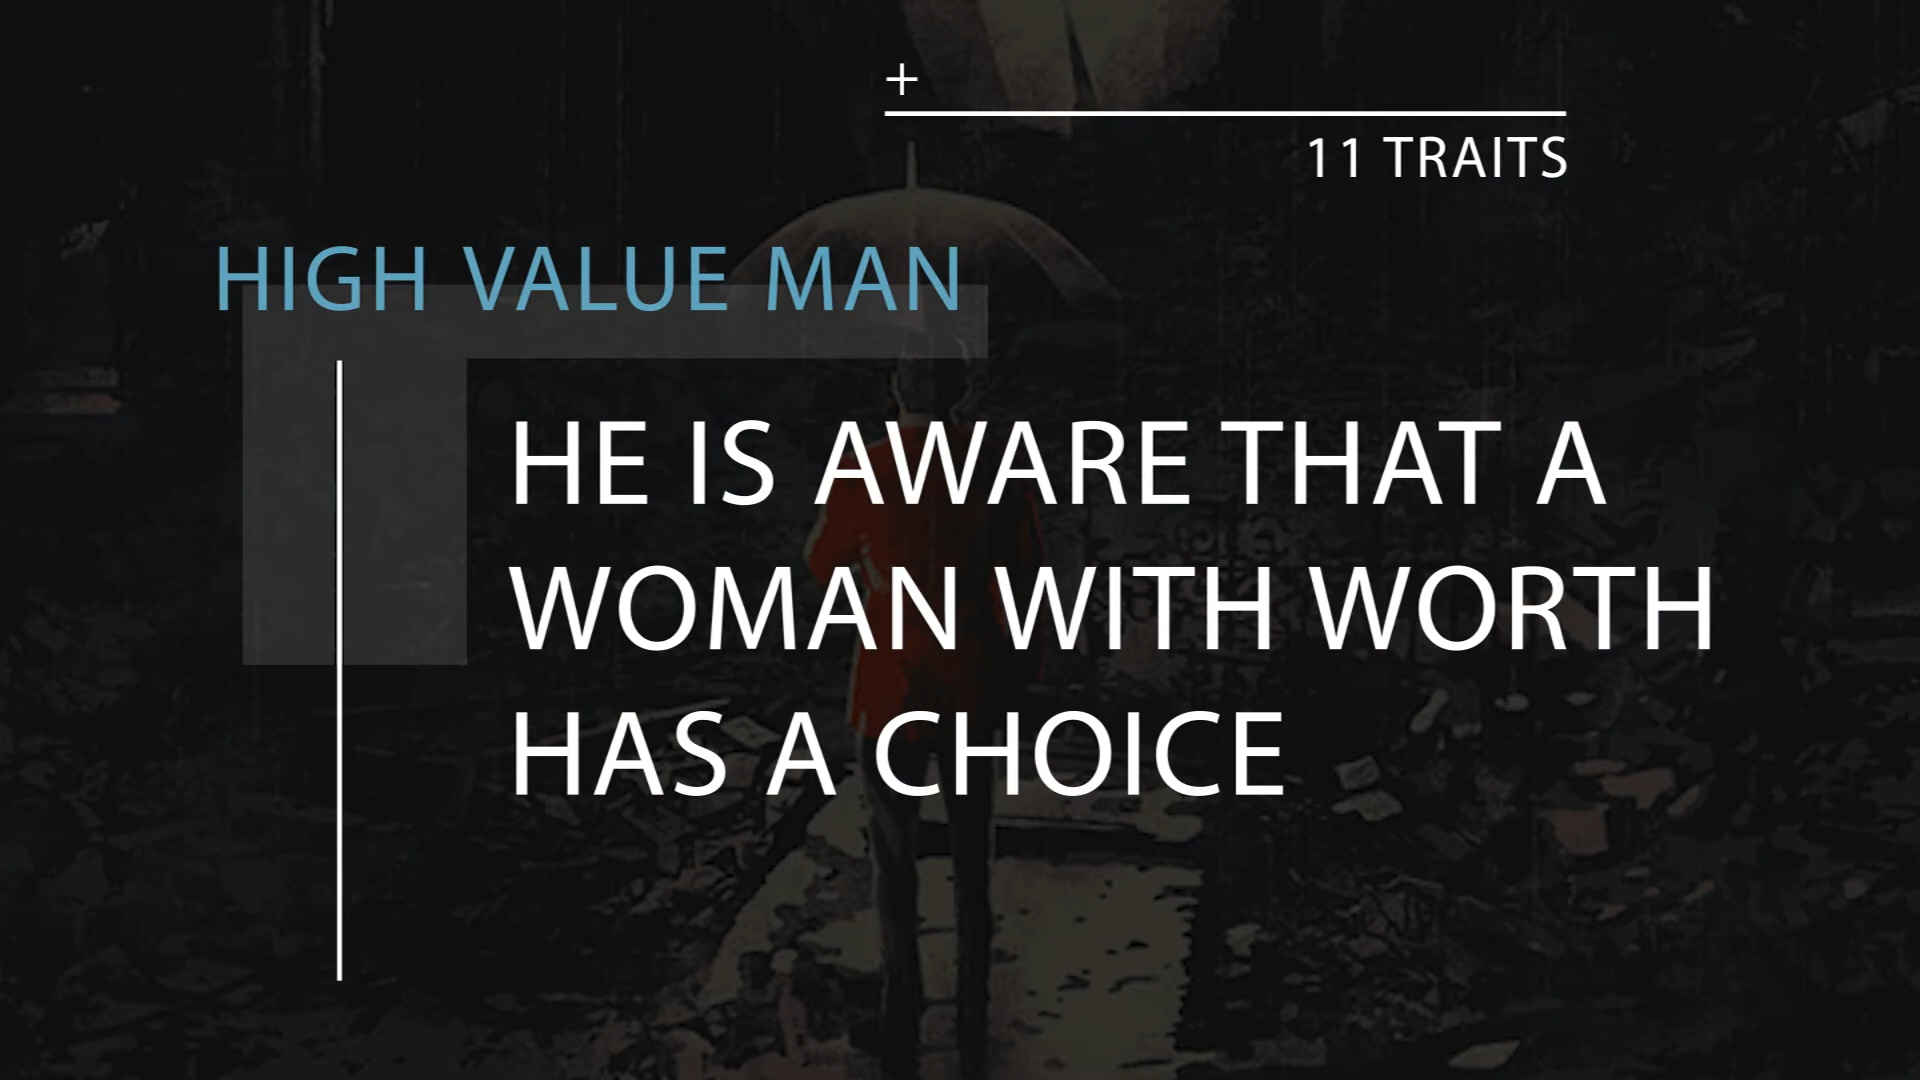 +
11 TRAITS
HIGH VALUE MAN
HE IS AWARE THAT A
WOMAN WITH WORTH
HAS A CHOICE